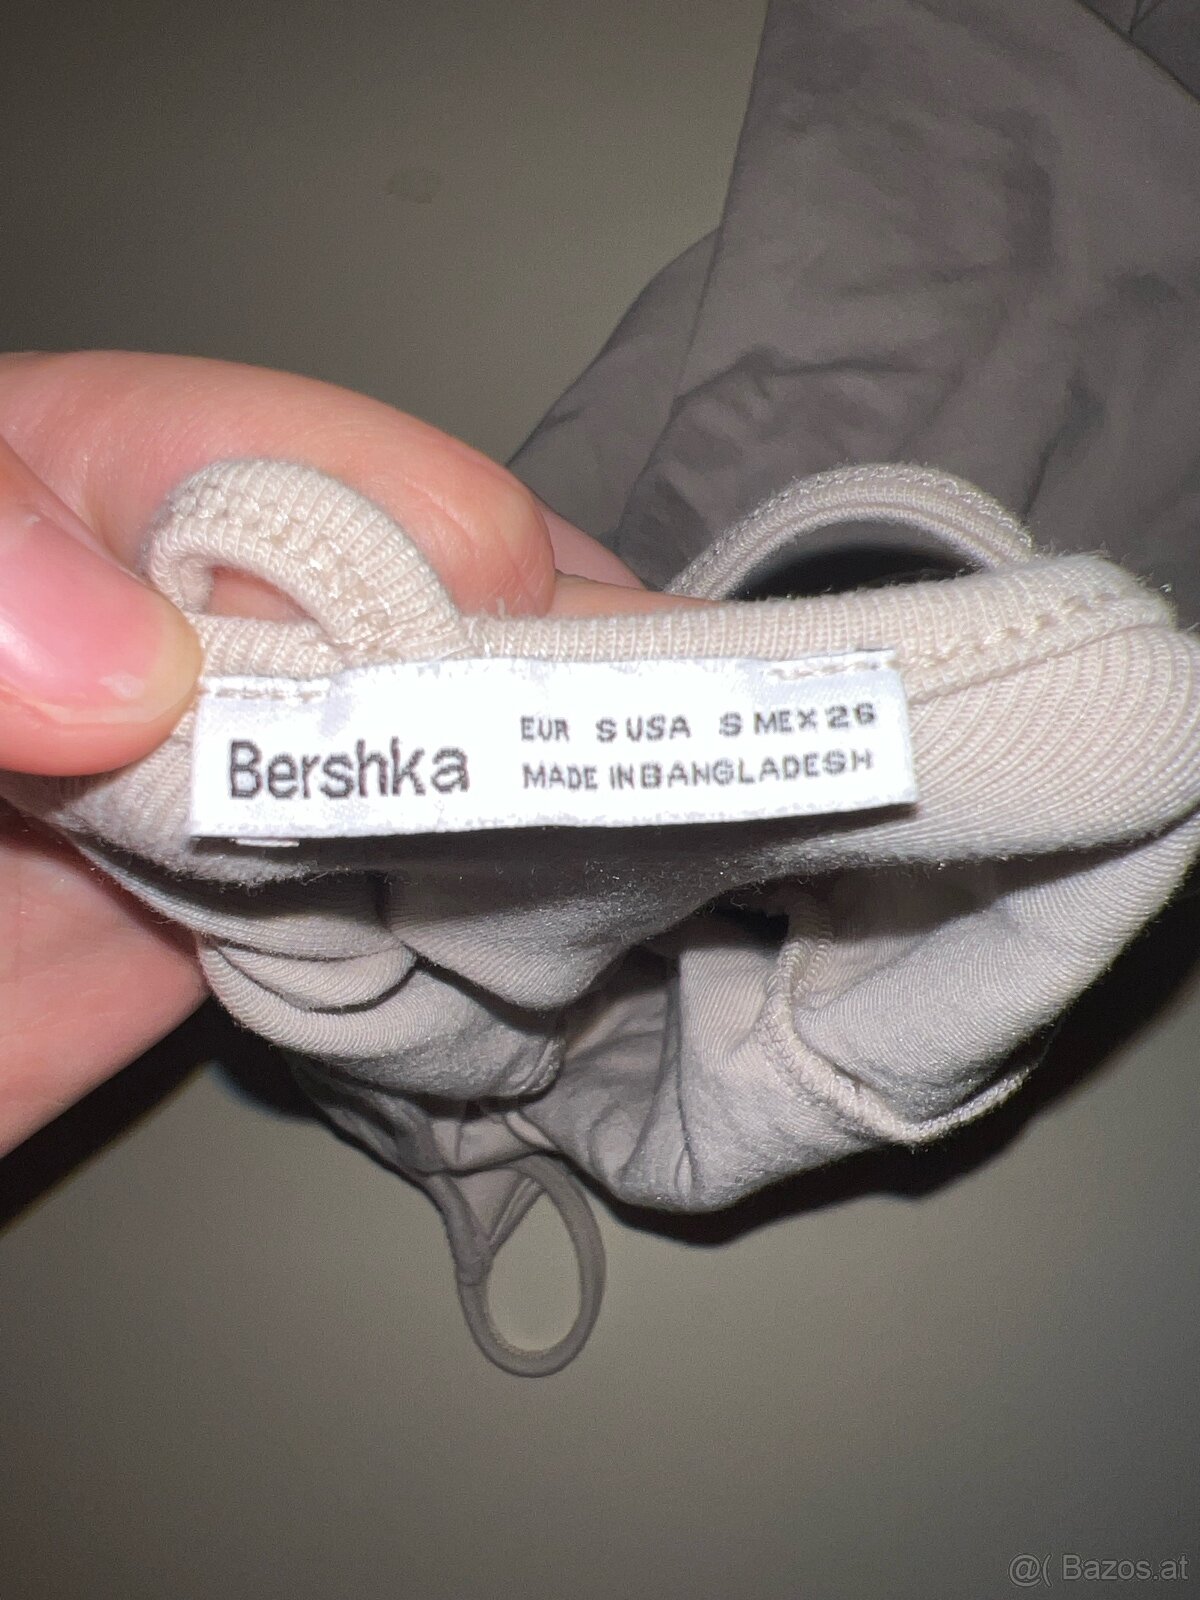 Bershka
EUR S USA S MEX 26
MADE IN BANGLADESH
@( Bazos.at